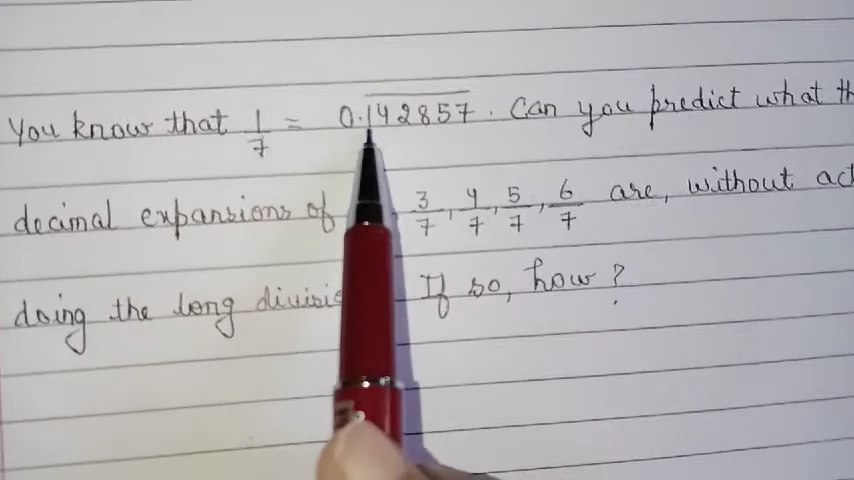 You know that 1/7 = 0.142857. Can you predict what
decimal expansions of 3/7, 4/7, 5/7, 6/7 are, without
doing the long If so, how?